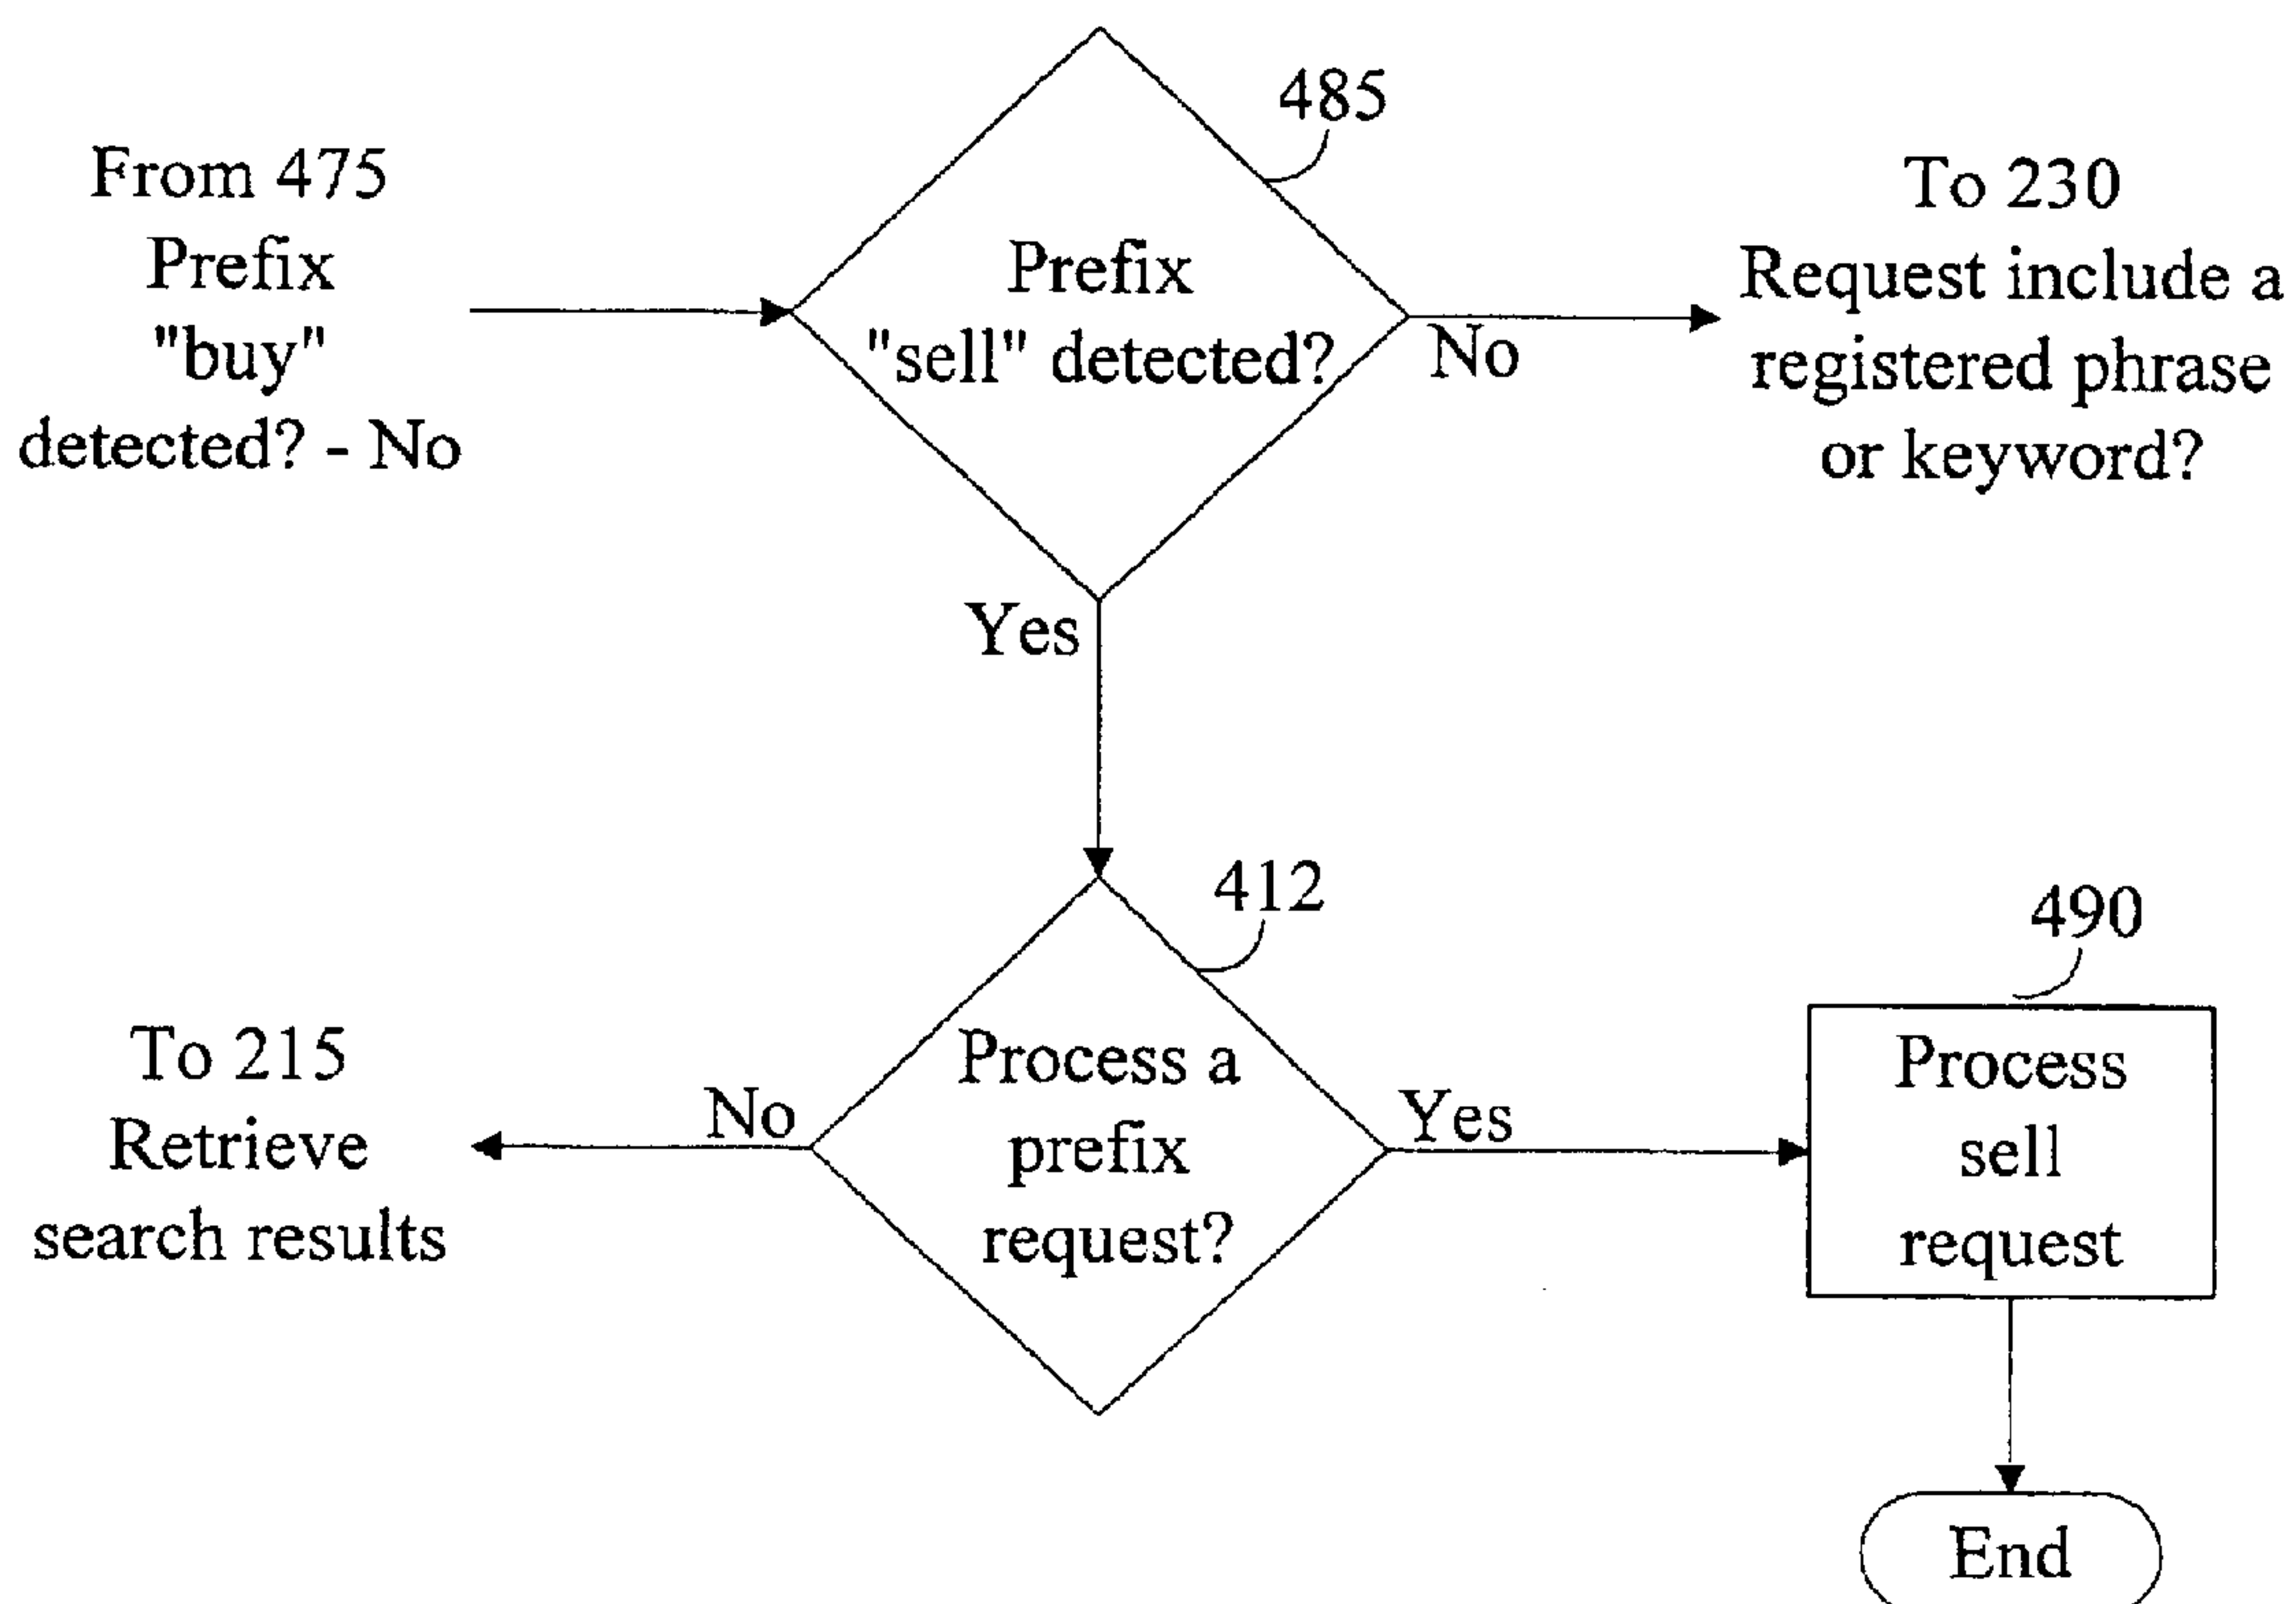 485
From 475
Prefix
"buy"
detected? - No
Prefix
"sell" detected?
No
To 230
Request include a
registered phrase
or keyword?
Yes
412
490
To 215
Retrieve
search results
No
Process a
prefix
request?
Yes
Process
sell
request
End